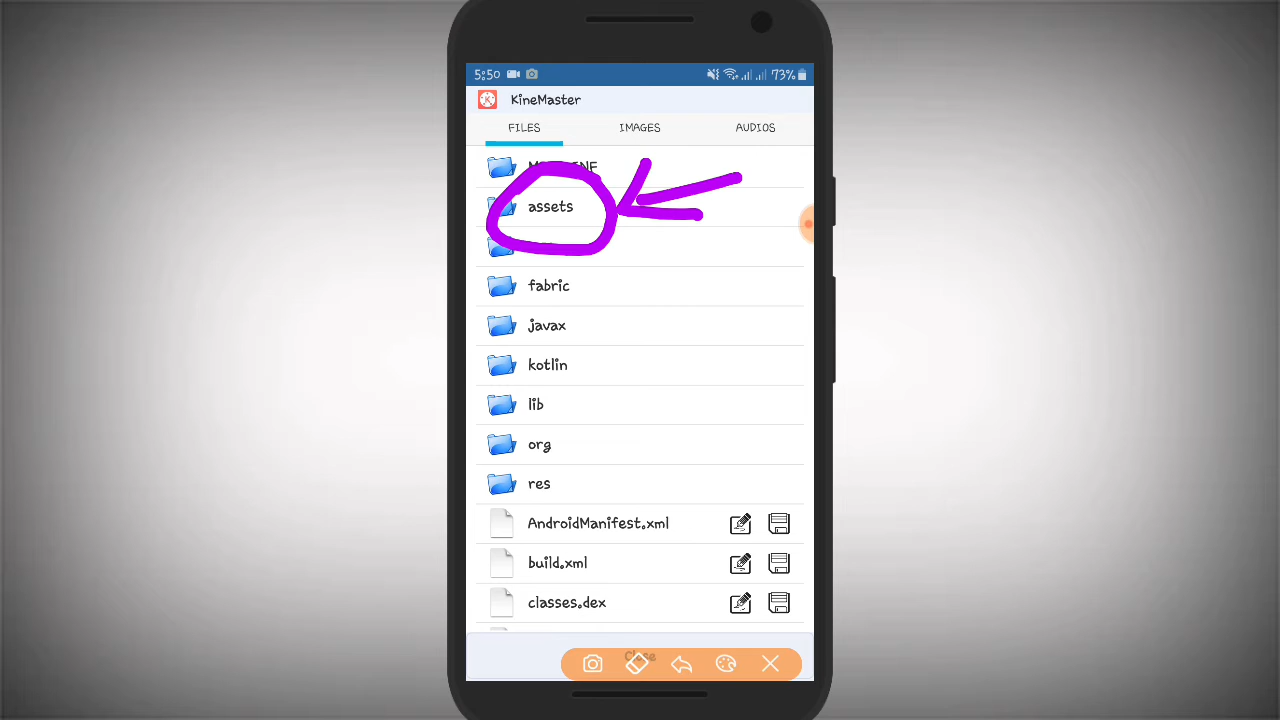 5:50 73%
KineMaster
FILES IMAGES AUDIOS
assets
fabric
javax
kotlin
lib
org
res
AndroidManifest.xml
build.xml
classes.dex
Close